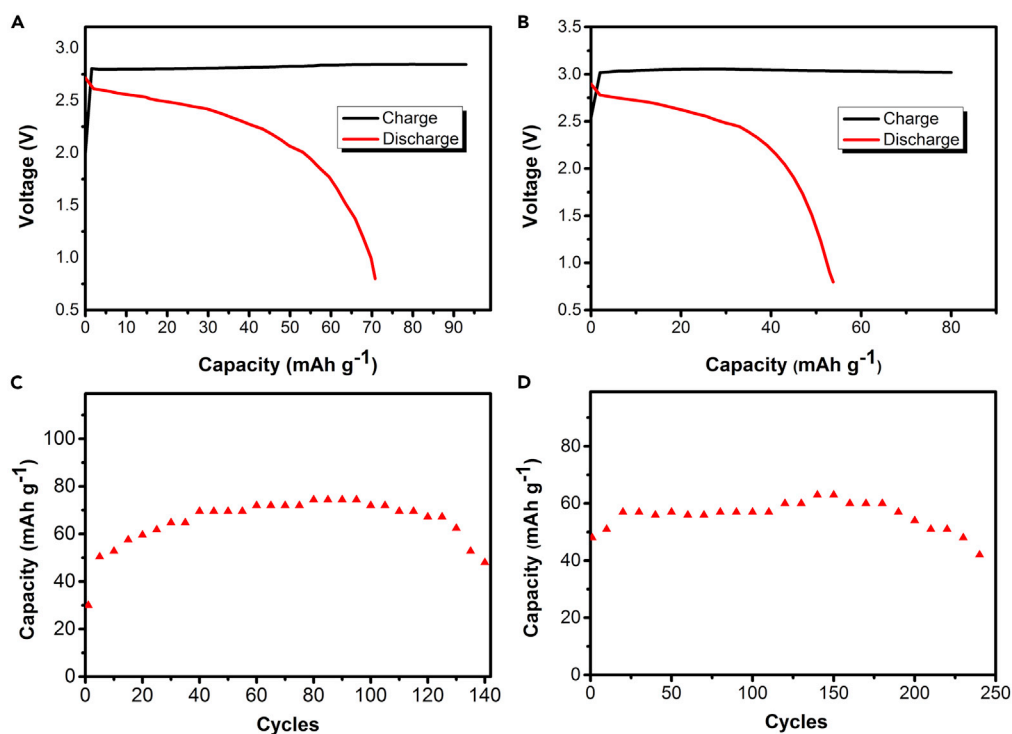 A
3.0
2.5
2.0
1.5
1.0
0.5
Voltage (V)
Charge
Discharge
0 10 20 30 40 50 60 70 80 90
Capacity (mAh g⁻¹)
B
3.5
3.0
2.5
2.0
1.5
1.0
0.5
Voltage (V)
Charge
Discharge
0 20 40 60 80
Capacity (mAh g⁻¹)
C
100
80
60
40
20
0
Capacity (mAh g⁻¹)
0 20 40 60 80 100 120 140
Cycles
D
80
60
40
20
0
Capacity (mAh g⁻¹)
0 50 100 150 200 250
Cycles